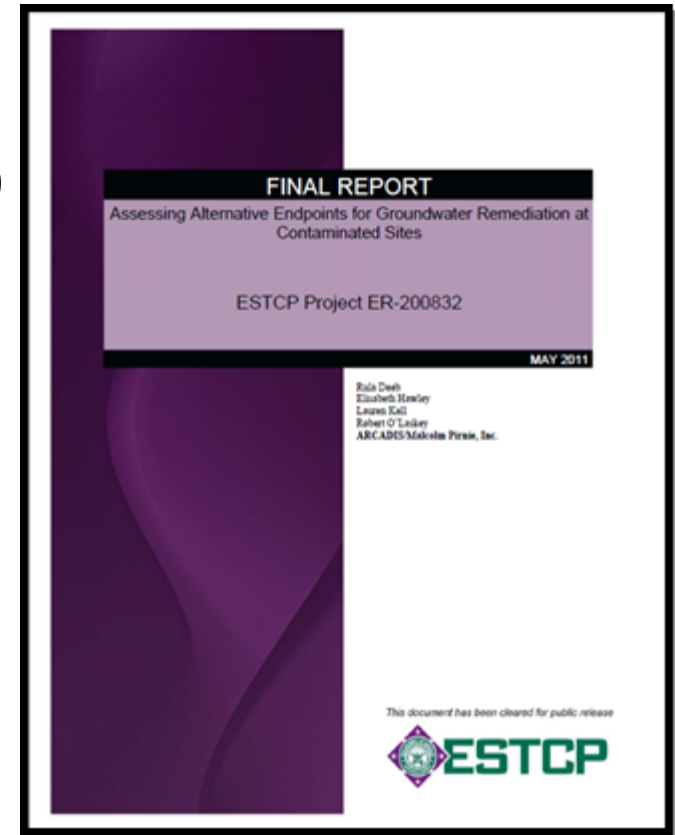 )
FINAL REPORT
Assessing Alternative Endpoints for Groundwater Remediation at
Contaminated Sites
ESTCP Project ER-200832
MAY 2011
Rula Deeb
Elisabeth Hawley
Lauren Kell
Robert O'Laskey
ARCADIS/Malcolm Pirnie, Inc.
This document has been cleared for public release
ESTCP